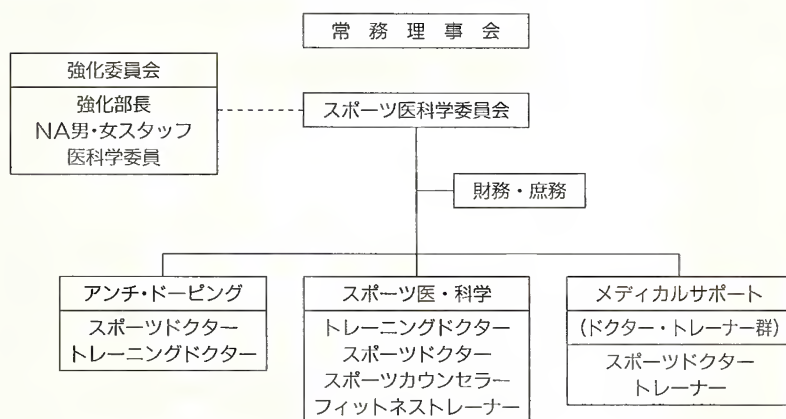 常務理事会
強化委員会
強化部長
NA男・女スタッフ
医科学委員
スポーツ医科学委員会
財務・庶務
アンチ・ドーピング
スポーツドクター
トレーニングドクター
スポーツ医・科学
トレーニングドクター
スポーツドクター
スポーツカウンセラー
フィットネストレーナー
メディカルサポート
(ドクター・トレーナー群)
スポーツドクター
トレーナー